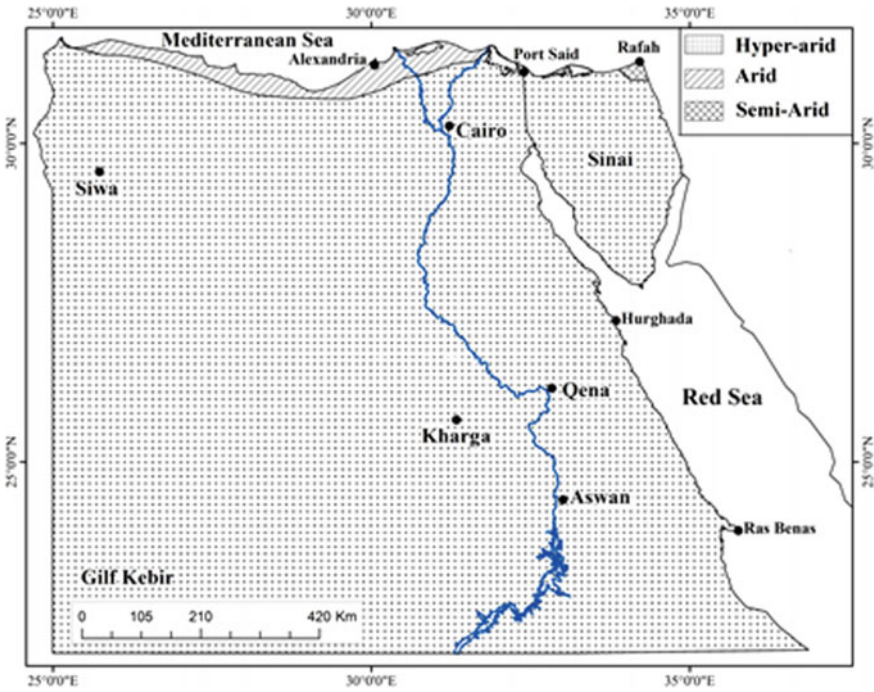 25°0'0"E 30°0'0"E 35°0'0"E
Mediterranean Sea
Alexandria
Port Said
Rafah
Hyper-arid
Arid
Semi-Arid
30°0'0"N
30°0'0"N
Cairo
Sinai
Siwa
Hurghada
Qena
Red Sea
Kharga
25°0'0"N
25°0'0"N
Aswan
Ras Benas
Gilf Kebir
0 105 210 420 Km
25°0'0"E 30°0'0"E 35°0'0"E